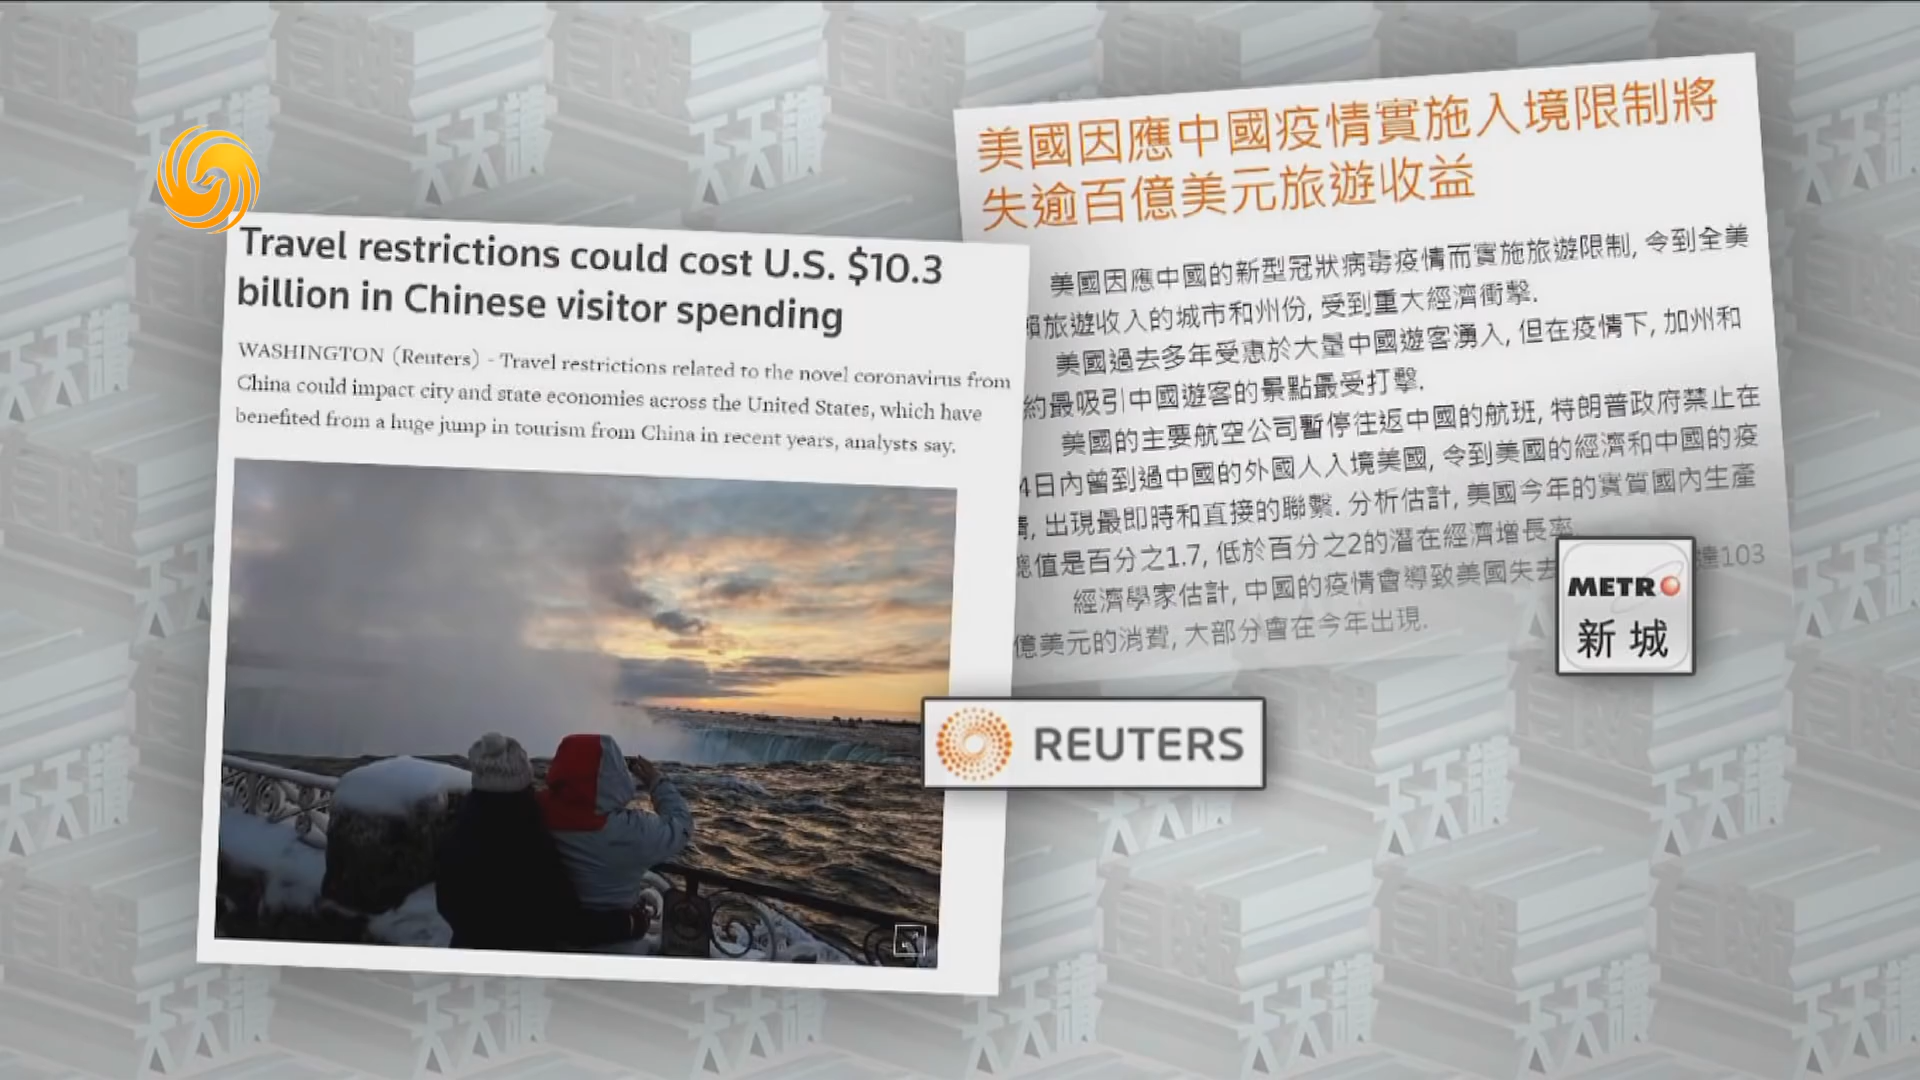 Travel restrictions could cost U.S. $10.3
billion in Chinese visitor spending
WASHINGTON (Reuters) - Travel restrictions related to the novel coronavirus from
China could impact city and state economies across the United States, which have
benefited from a huge jump in tourism from China in recent years, analysts say.
美國因應中國疫情實施入境限制將
失逾百億美元旅遊收益
美國因應中國的新型冠狀病毒疫情而實施旅遊限制, 令到全美
賴旅遊收入的城市和州份, 受到重大經濟衝擊.
美國過去多年受惠於大量中國遊客湧入, 但在疫情下, 加州和
約最吸引中國遊客的景點最受打擊.
美國的主要航空公司暫停往返中國的航班, 特朗普政府禁止在
4日內曾到過中國的外國人入境美國, 令到美國的經濟和中國的疫
情, 出現最即時和直接的聯繫. 分析估計, 美國今年的實質國內生產
總值是百分之1.7, 低於百分之2的潛在經濟增長率.
經濟學家估計, 中國的疫情會導致美國失去 達103
億美元的消費, 大部分會在今年出現.
METRO
新城
REUTERS
天天讀